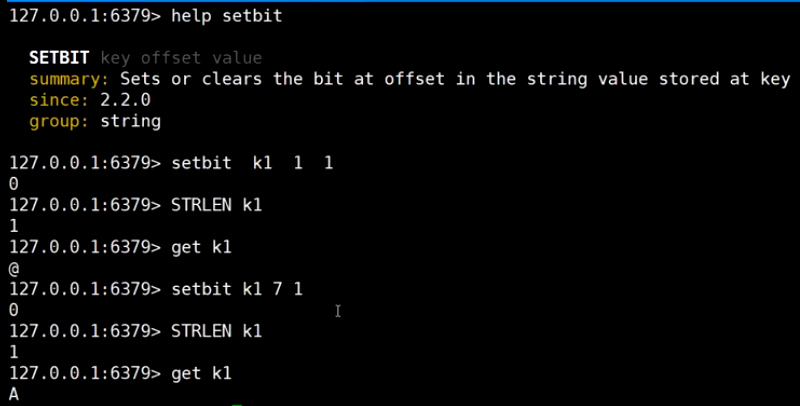 127.0.0.1:6379> help setbit
SETBIT key offset value
summary: Sets or clears the bit at offset in the string value stored at key
since: 2.2.0
group: string
127.0.0.1:6379> setbit  k1  1  1
0
127.0.0.1:6379> STRLEN k1
1
127.0.0.1:6379> get k1
@
127.0.0.1:6379> setbit k1 7 1
0
127.0.0.1:6379> STRLEN k1
1
127.0.0.1:6379> get k1
A